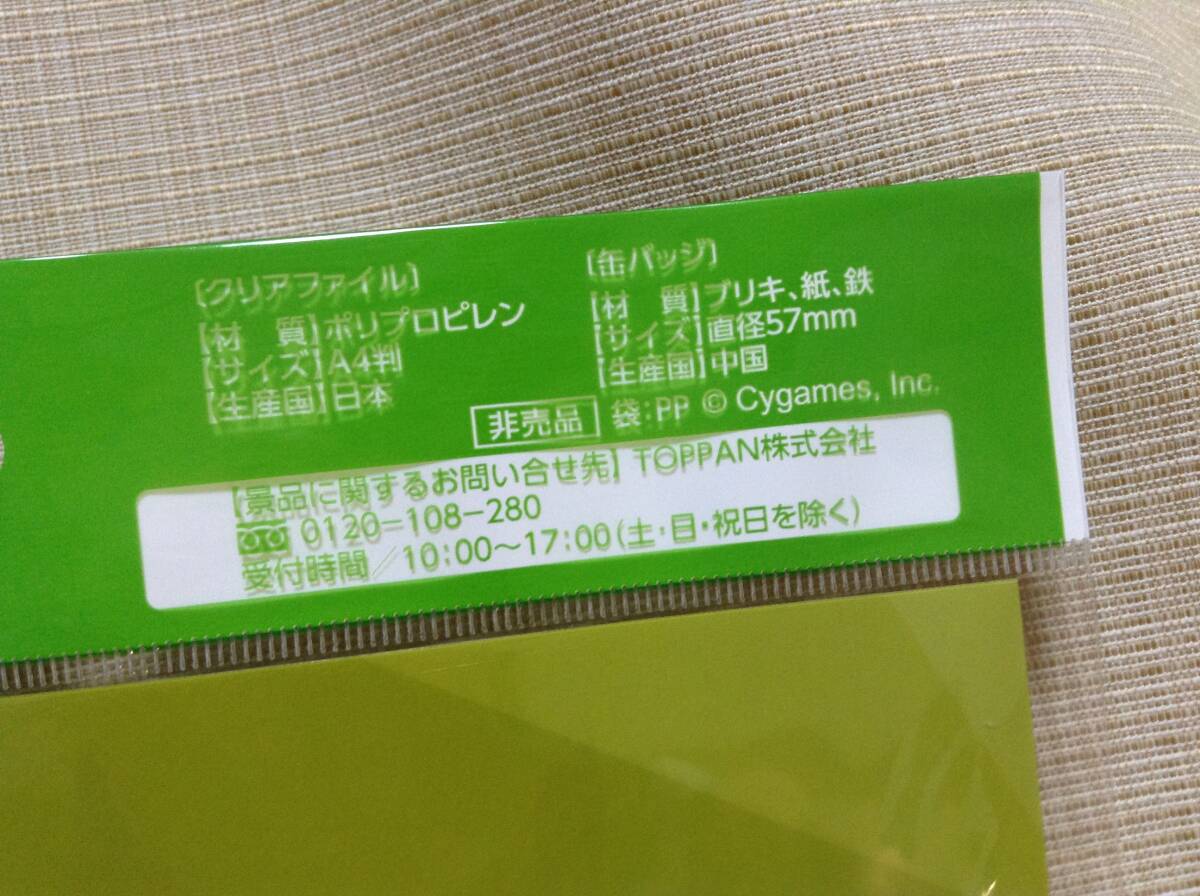 〔クリアファイル〕
【材　質】ポリプロピレン
【サイズ】A4判
【生産国】日本
〔缶バッジ〕
【材　質】ブリキ、紙、鉄
【サイズ】直径57mm
【生産国】中国
非売品 袋:PP © Cygames, Inc.
【景品に関するお問い合せ先】TOPPAN株式会社
0120-108-280
受付時間／10:00〜17:00(土・日・祝日を除く)